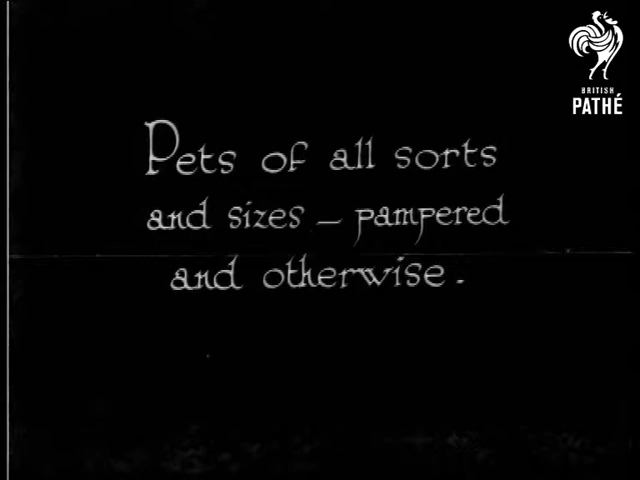 BRITISH
PATHÉ
Pets of all sorts
and sizes – pampered
and otherwise.